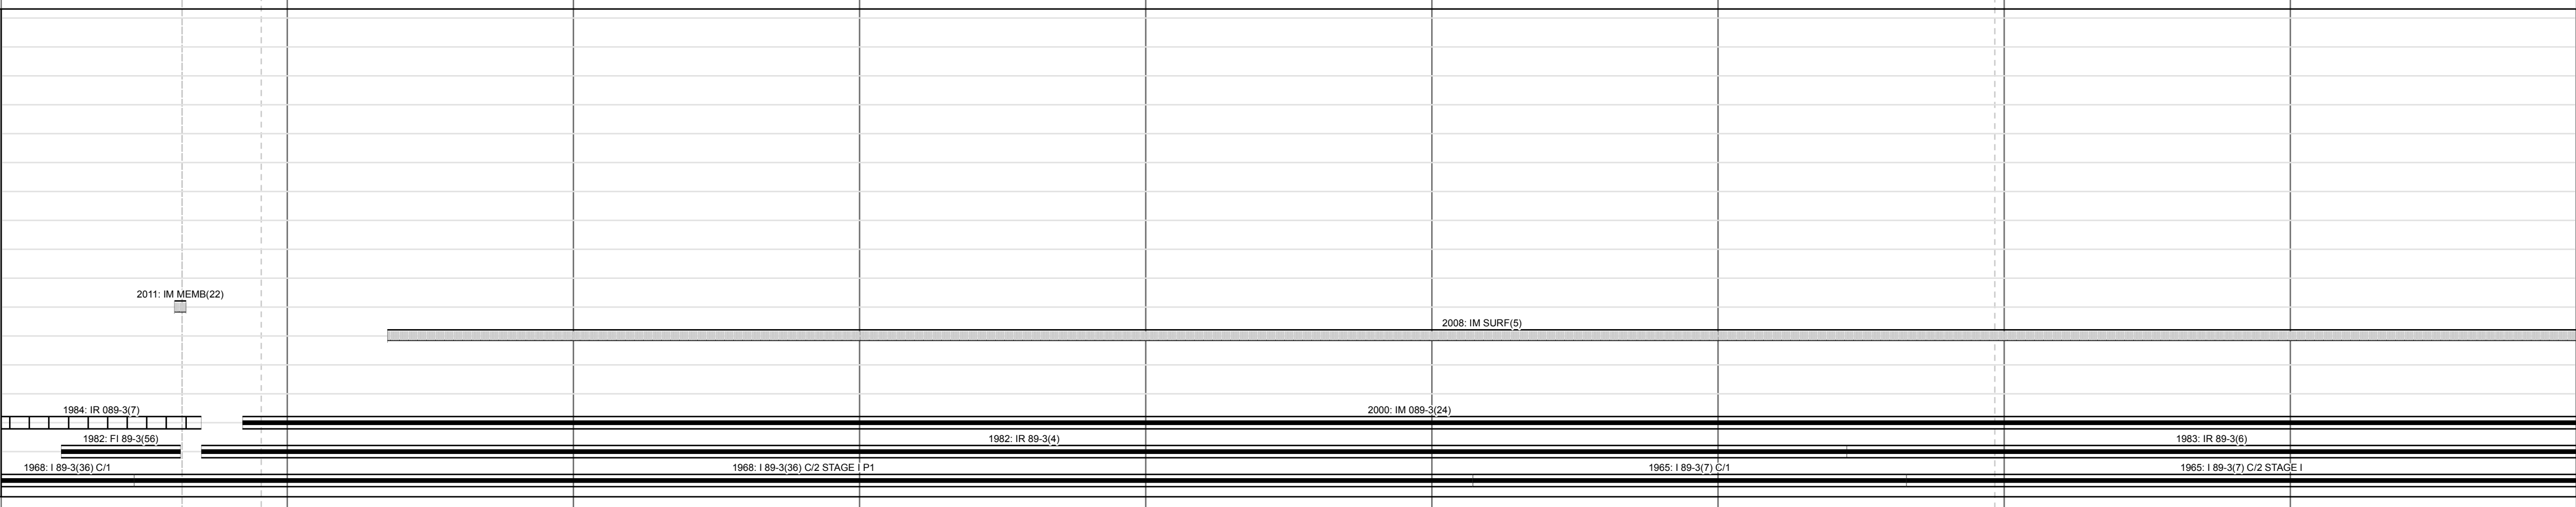 2011: IM MEMB(22)
2008: IM SURF(5)
1984: IR 089-3(7)
2000: IM 089-3(24)
1982: FI 89-3(56)
1982: IR 89-3(4)
1983: IR 89-3(6)
1968: I 89-3(36) C/1
1968: I 89-3(36) C/2 STAGE I P1
1965: I 89-3(7) C/1
1965: I 89-3(7) C/2 STAGE I